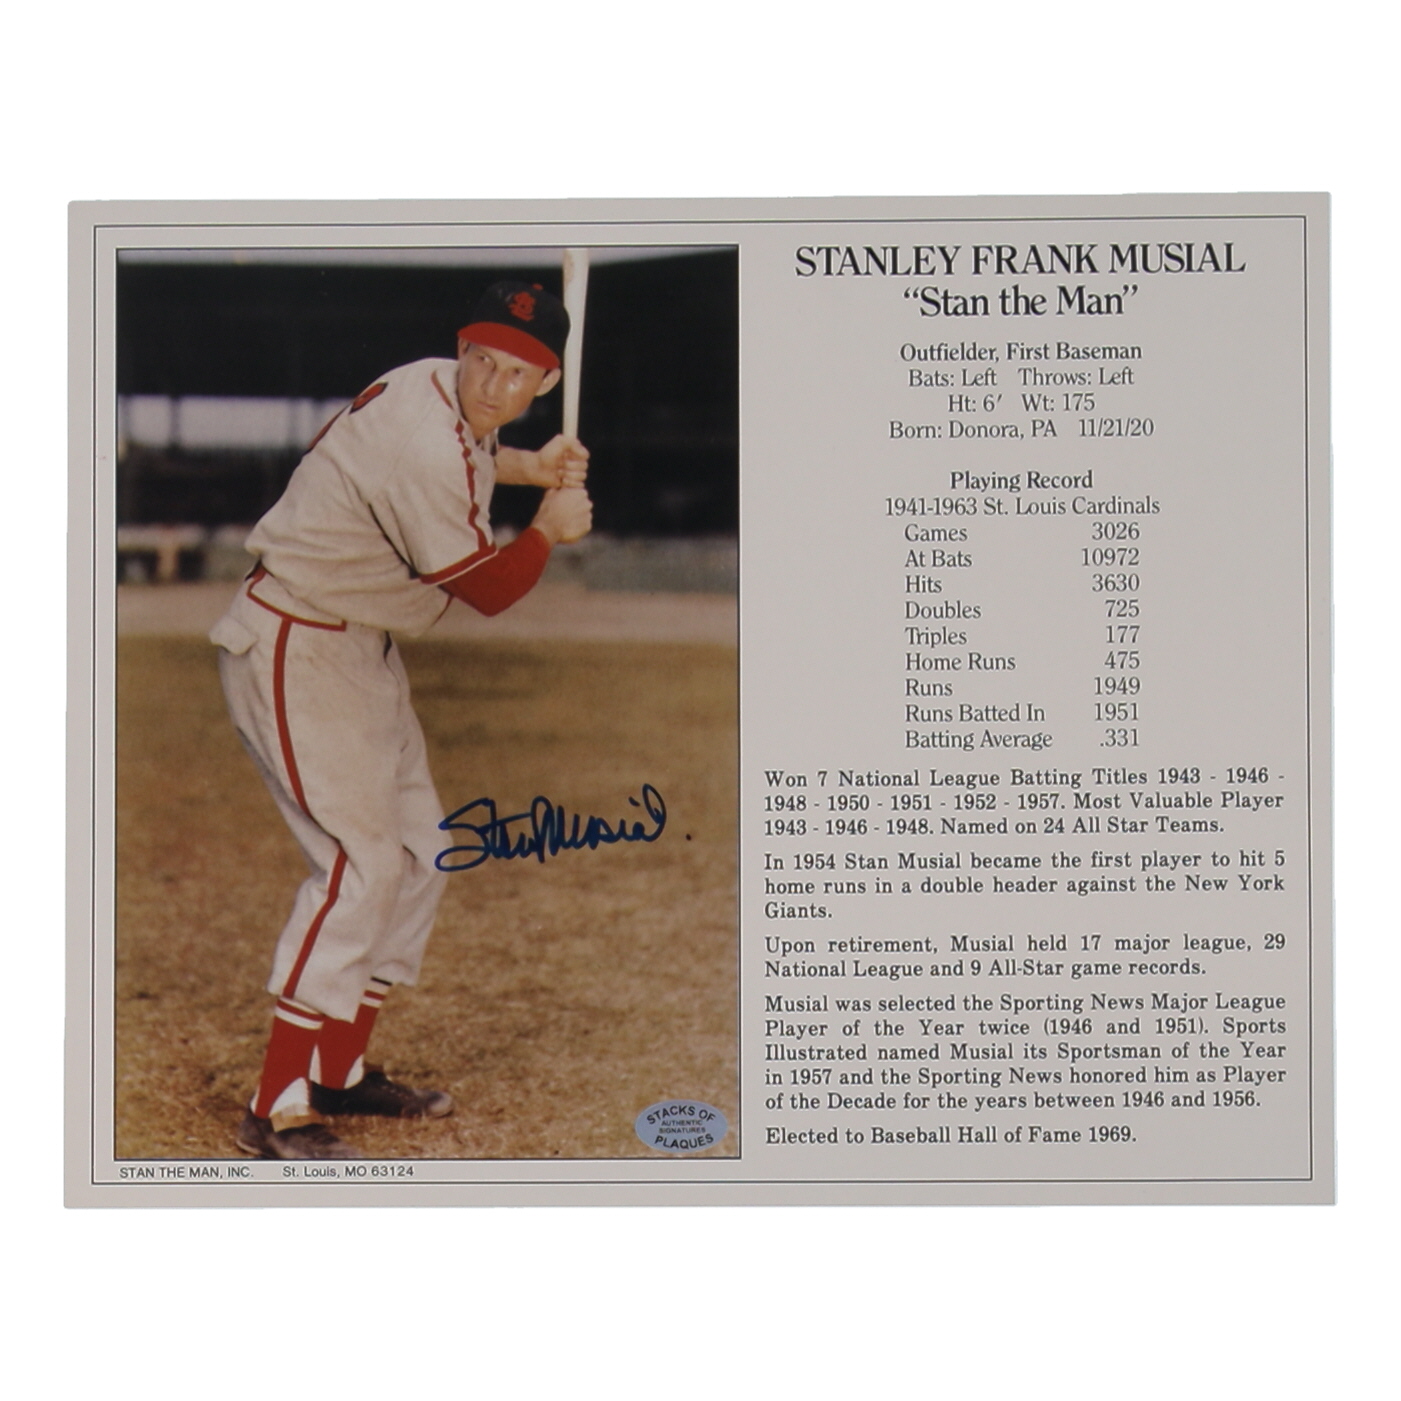 STANLEY FRANK MUSIAL
“Stan the Man”
Outfielder, First Baseman
Bats: Left Throws: Left
Ht: 6′ Wt: 175
Born: Donora, PA 11/21/20
Playing Record
1941-1963 St. Louis Cardinals
Games 3026
At Bats 10972
Hits 3630
Doubles 725
Triples 177
Home Runs 475
Runs 1949
Runs Batted In 1951
Batting Average .331
Won 7 National League Batting Titles 1943 - 1946 -
1948 - 1950 - 1951 - 1952 - 1957. Most Valuable Player
1943 - 1946 - 1948. Named on 24 All Star Teams.
In 1954 Stan Musial became the first player to hit 5
home runs in a double header against the New York
Giants.
Upon retirement, Musial held 17 major league, 29
National League and 9 All-Star game records.
Musial was selected the Sporting News Major League
Player of the Year twice (1946 and 1951). Sports
Illustrated named Musial its Sportsman of the Year
in 1957 and the Sporting News honored him as Player
of the Decade for the years between 1946 and 1956.
Elected to Baseball Hall of Fame 1969.
StL
Stan Musial.
STACKS OF
AUTHENTIC
SIGNATURES
PLAQUES
STAN THE MAN, INC. St. Louis, MO 63124